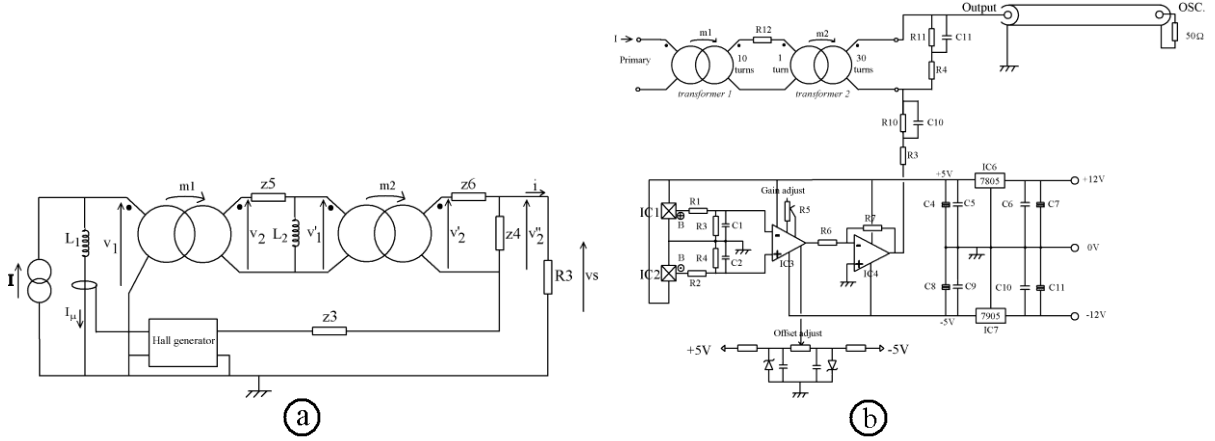 z5
z6
i
m1
m2
L1
v1
v2
L2
v'1
v'2
z4
v"2
R3
vs
I
Iμ
Hall generator
z3
a
I
Primary
m1
R12
m2
10
turns
1
turn
30
turns
transformer 1
transformer 2
R11
C11
R4
Output
OSC.
50Ω
R10
C10
R3
IC1
B
R1
R3
C1
Gain adjust
R5
R7
R6
R4
C2
IC3
IC4
IC2
B
R2
+5V
IC6
7805
+12V
C4
C5
C6
C7
0V
C8
C9
C10
C11
-5V
7905
IC7
-12V
Offset adjust
+5V
-5V
b